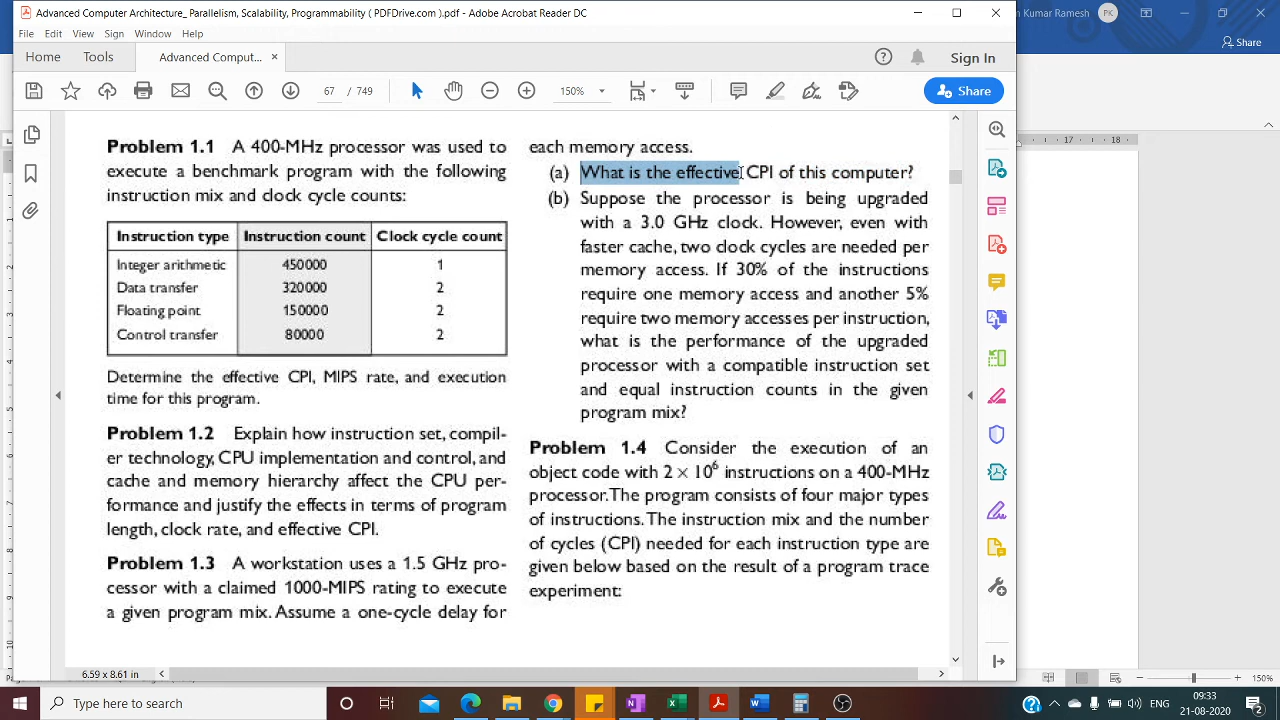 Advanced Computer Architecture_ Parallelism, Scalability, Programmability ( PDFDrive.com ).pdf - Adobe Acrobat Reader DC
n Kumar Ramesh PK
File Edit View Sign Window Help
Share
Home Tools Advanced Comput... × Sign In
67 / 749 150% Share
17 18
Problem 1.1 A 400-MHz processor was used to
execute a benchmark program with the following
instruction mix and clock cycle counts:
Instruction type Instruction count Clock cycle count
Integer arithmetic 450000 1
Data transfer 320000 2
Floating point 150000 2
Control transfer 80000 2
Determine the effective CPI, MIPS rate, and execution
time for this program.
Problem 1.2 Explain how instruction set, compil-
er technology, CPU implementation and control, and
cache and memory hierarchy affect the CPU per-
formance and justify the effects in terms of program
length, clock rate, and effective CPI.
Problem 1.3 A workstation uses a 1.5 GHz pro-
cessor with a claimed 1000-MIPS rating to execute
a given program mix. Assume a one-cycle delay for
each memory access.
(a) What is the effective CPI of this computer?
(b) Suppose the processor is being upgraded
with a 3.0 GHz clock. However, even with
faster cache, two clock cycles are needed per
memory access. If 30% of the instructions
require one memory access and another 5%
require two memory accesses per instruction,
what is the performance of the upgraded
processor with a compatible instruction set
and equal instruction counts in the given
program mix?
Problem 1.4 Consider the execution of an
object code with 2 × 10⁶ instructions on a 400-MHz
processor. The program consists of four major types
of instructions. The instruction mix and the number
of cycles (CPI) needed for each instruction type are
given below based on the result of a program trace
experiment:
6.59 x 8.61 in
150%
Type here to search
ENG
09:33
21-08-2020